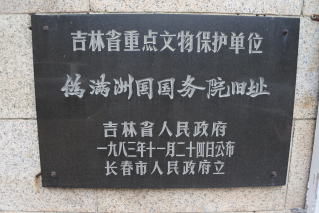 吉林省重点文物保护单位
伪满洲国国务院旧址
吉林省人民政府
一九八三年十一月二十四日公布
长春市人民政府立